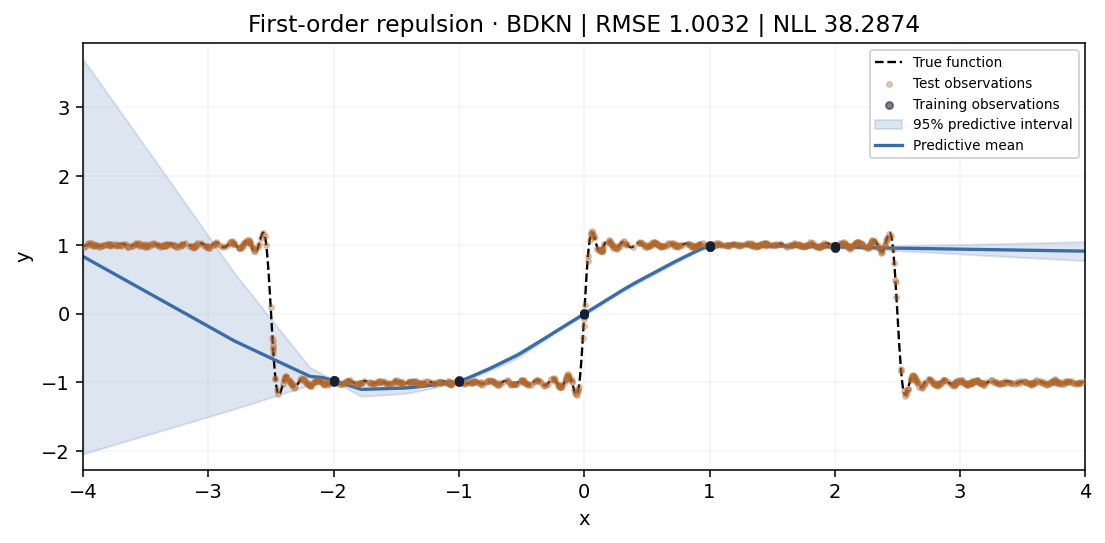 First-order repulsion · BDKN | RMSE 1.0032 | NLL 38.2874
True function
Test observations
Training observations
95% predictive interval
Predictive mean
3
2
1
0
−1
−2
y
−4
−3
−2
−1
0
1
2
3
4
x